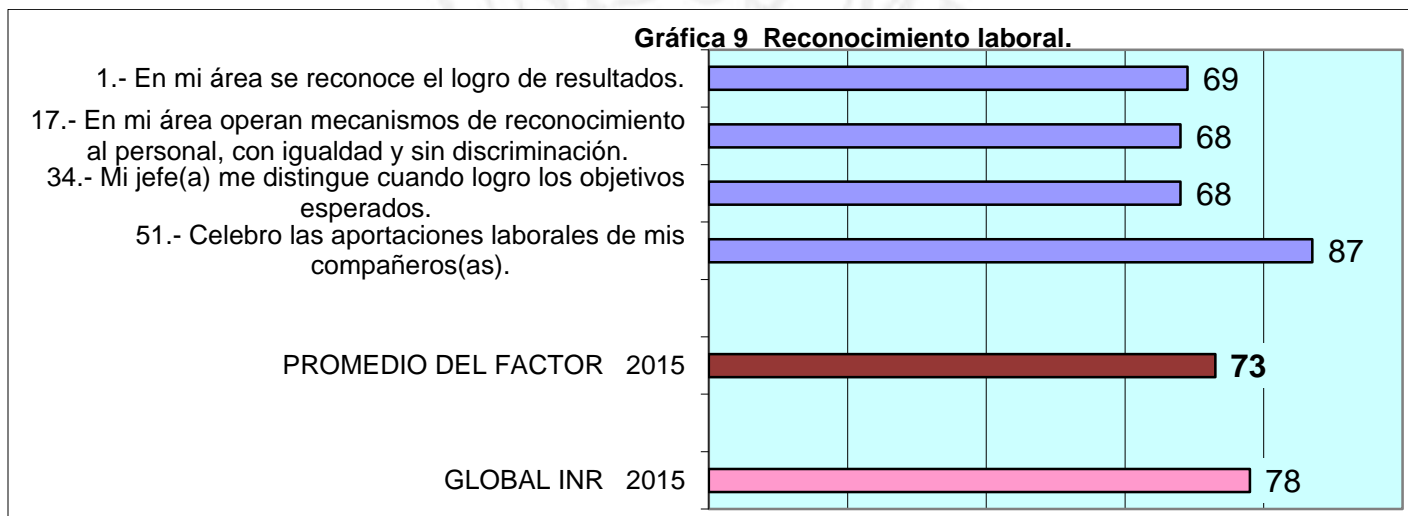 Gráfica 9  Reconocimiento laboral.
1.- En mi área se reconoce el logro de resultados.
69
17.- En mi área operan mecanismos de reconocimiento
al personal, con igualdad y sin discriminación.
68
34.- Mi jefe(a) me distingue cuando logro los objetivos
esperados.
68
51.- Celebro las aportaciones laborales de mis
compañeros(as).
87
PROMEDIO DEL FACTOR   2015
73
GLOBAL INR   2015
78